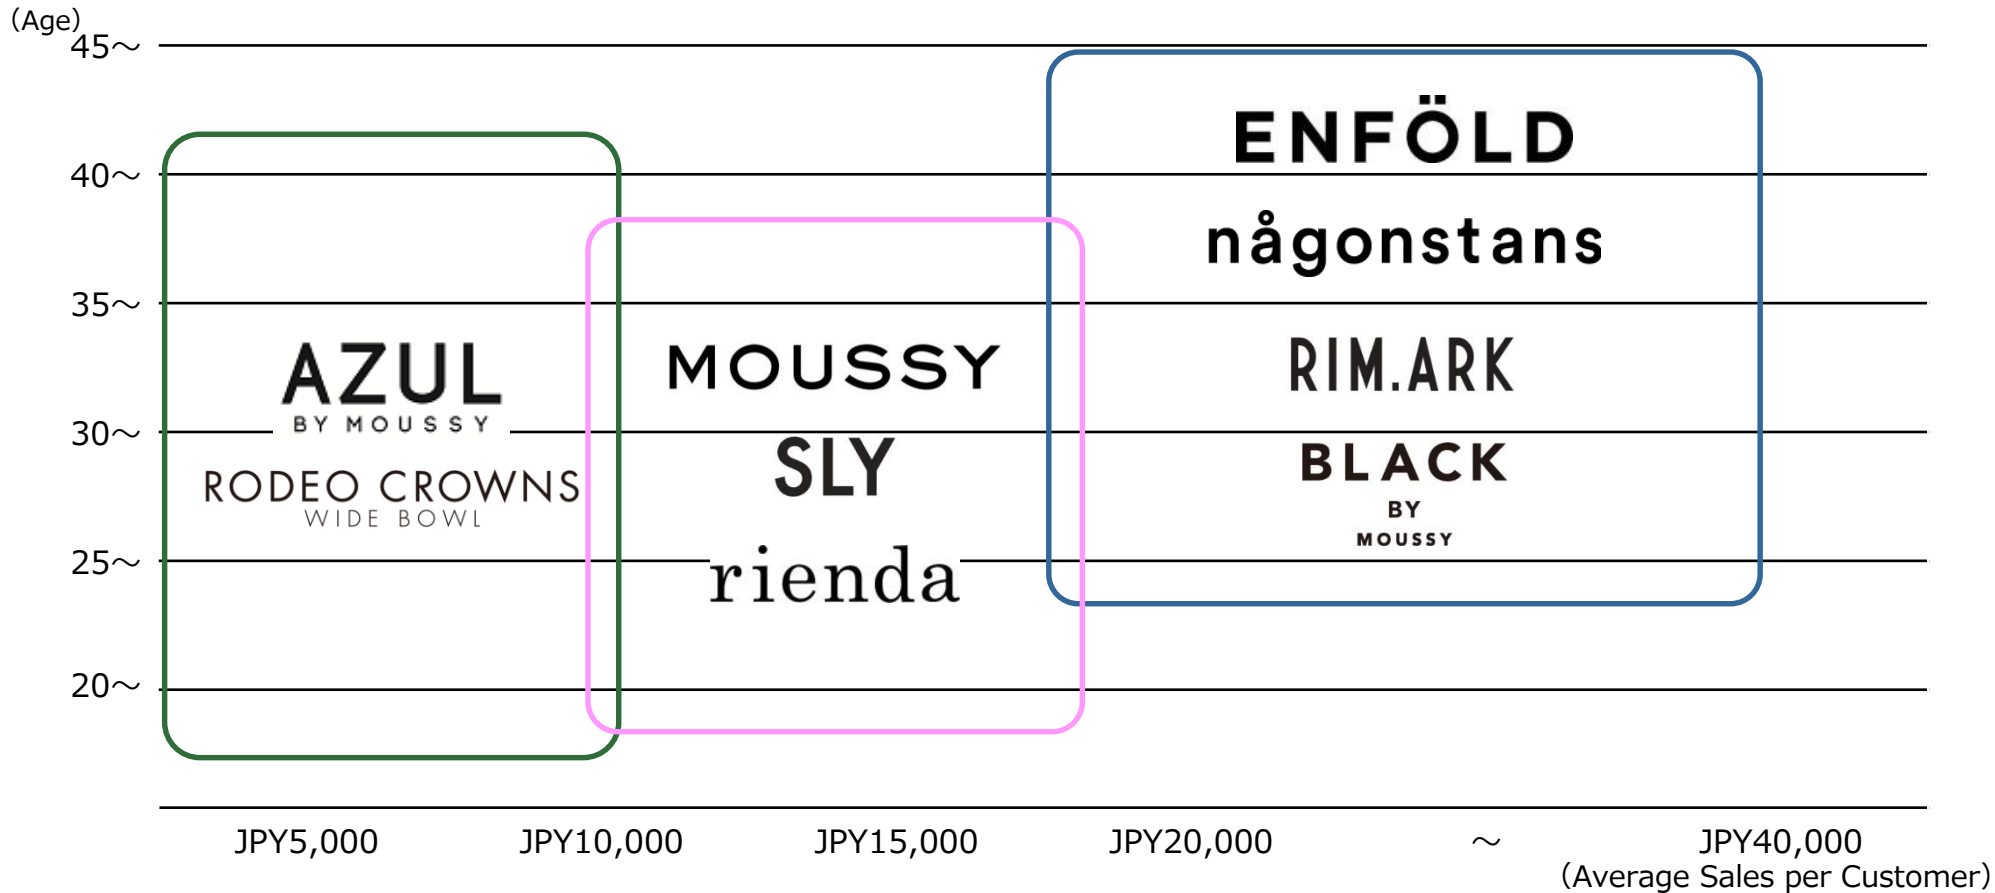 （Age）
45～
ENFÖLD
40～
någonstans
35～
AZUL
BY MOUSSY
MOUSSY
RIM.ARK
30～
RODEO CROWNS
WIDE BOWL
SLY
BLACK
BY
MOUSSY
25～
rienda
20～
JPY5,000 JPY10,000 JPY15,000 JPY20,000 ～ JPY40,000
（Average Sales per Customer）